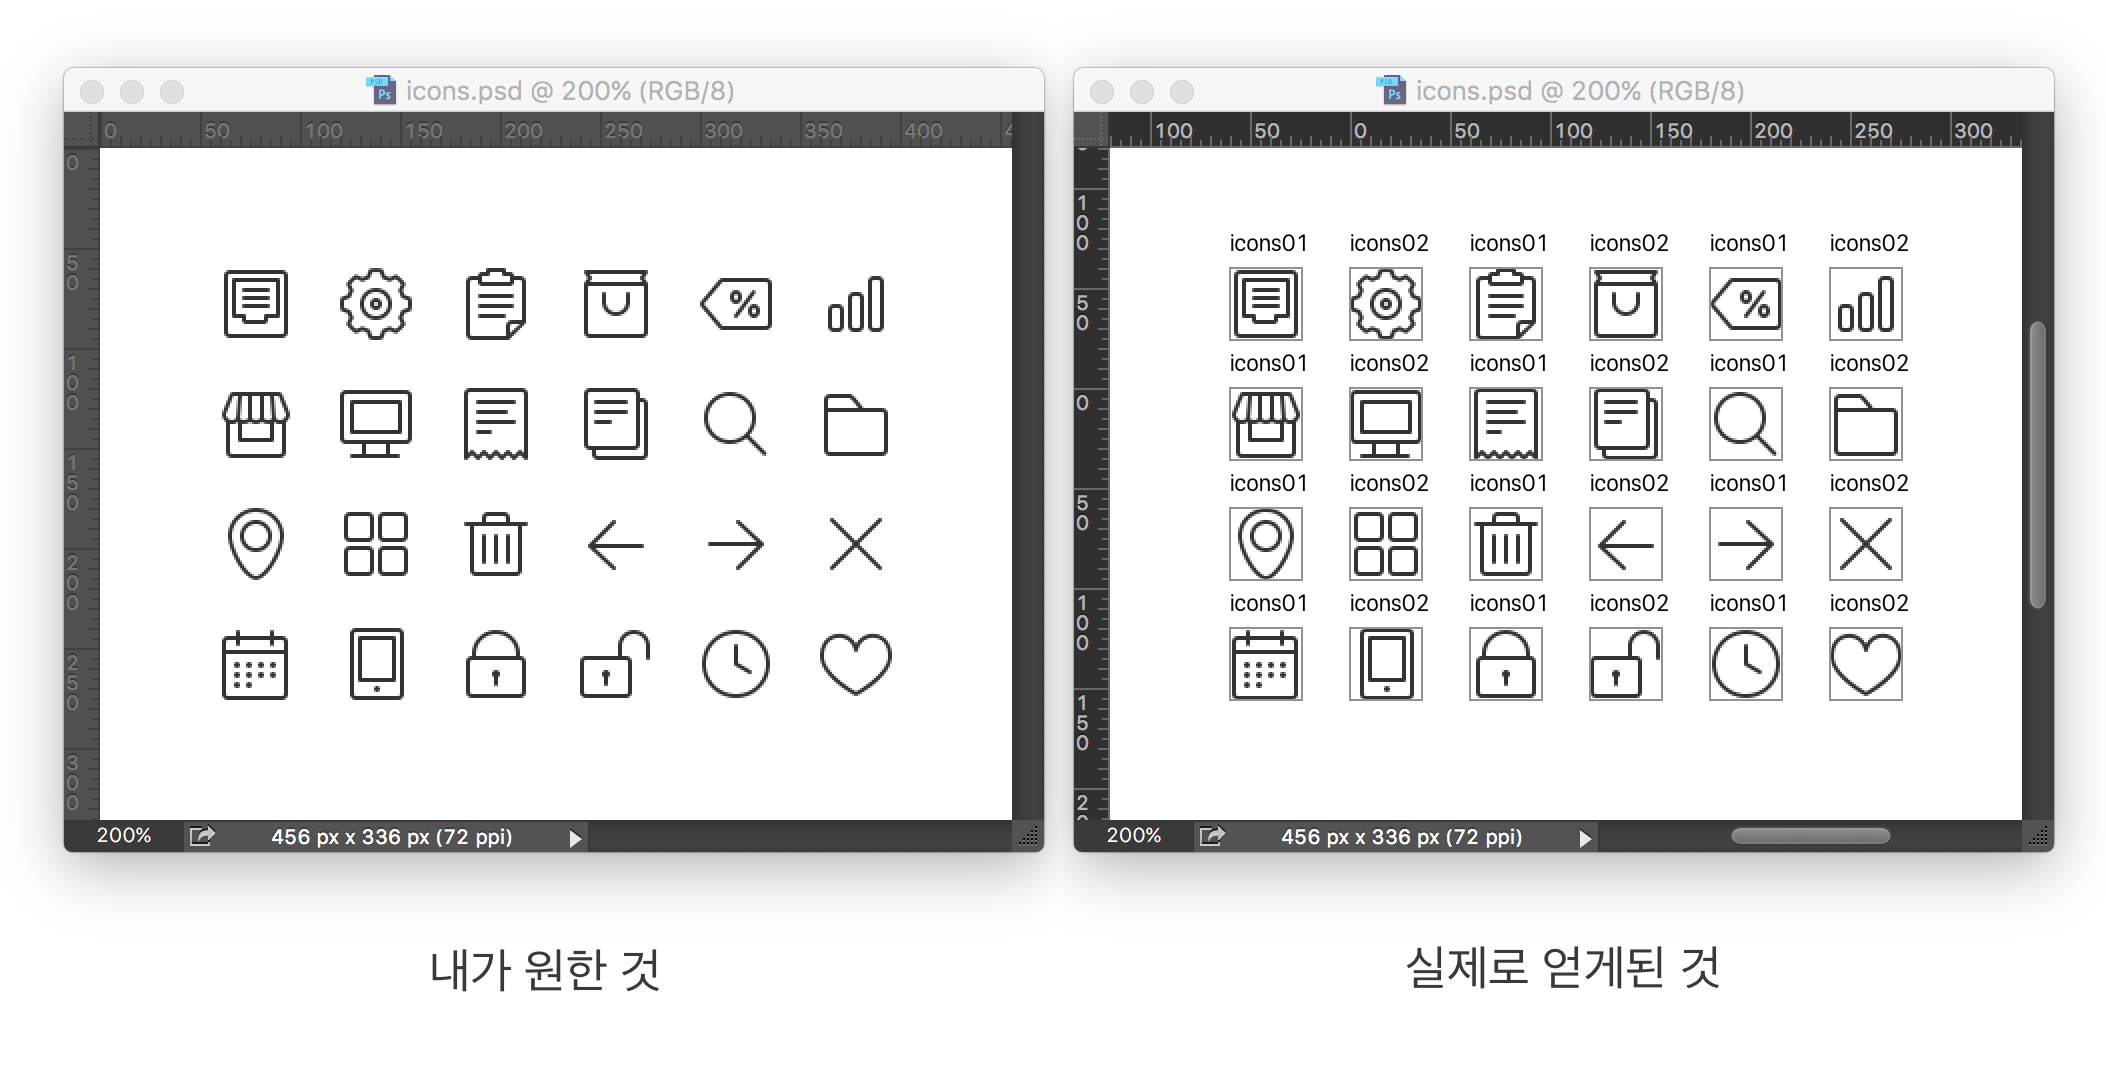 icons.psd @ 200% (RGB/8)
0 50 100 150 200 250 300 350 400 4
0
50
100
150
200
250
300
%
200% 456 px x 336 px (72 ppi)
내가 원한 것
icons.psd @ 200% (RGB/8)
100 50 0 50 100 150 200 250 300
100
50
0
50
100
150
2
icons01 icons02 icons01 icons02 icons01 icons02
%
icons01 icons02 icons01 icons02 icons01 icons02
icons01 icons02 icons01 icons02 icons01 icons02
icons01 icons02 icons01 icons02 icons01 icons02
200% 456 px x 336 px (72 ppi)
실제로 얻게된 것